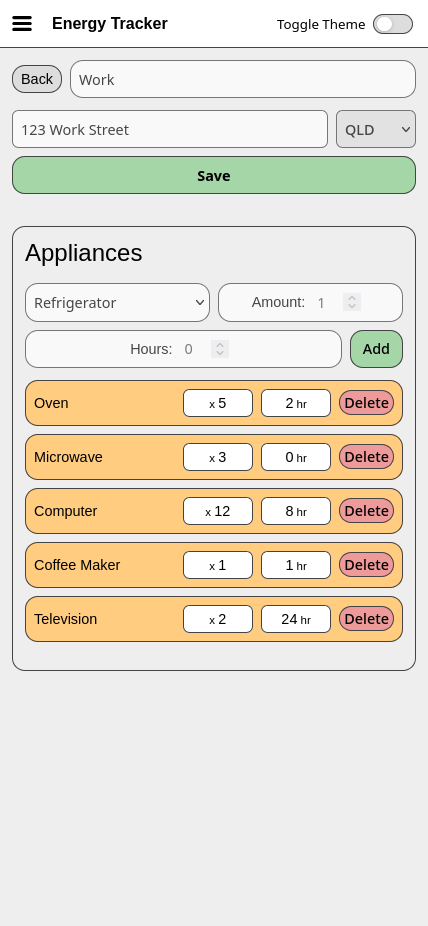 Energy Tracker Toggle Theme
Back Work
123 Work Street QLD
Save
Appliances
Refrigerator Amount: 1
Hours: 0 Add
Oven x 5 2 hr Delete
Microwave x 3 0 hr Delete
Computer x 12 8 hr Delete
Coffee Maker x 1 1 hr Delete
Television x 2 24 hr Delete